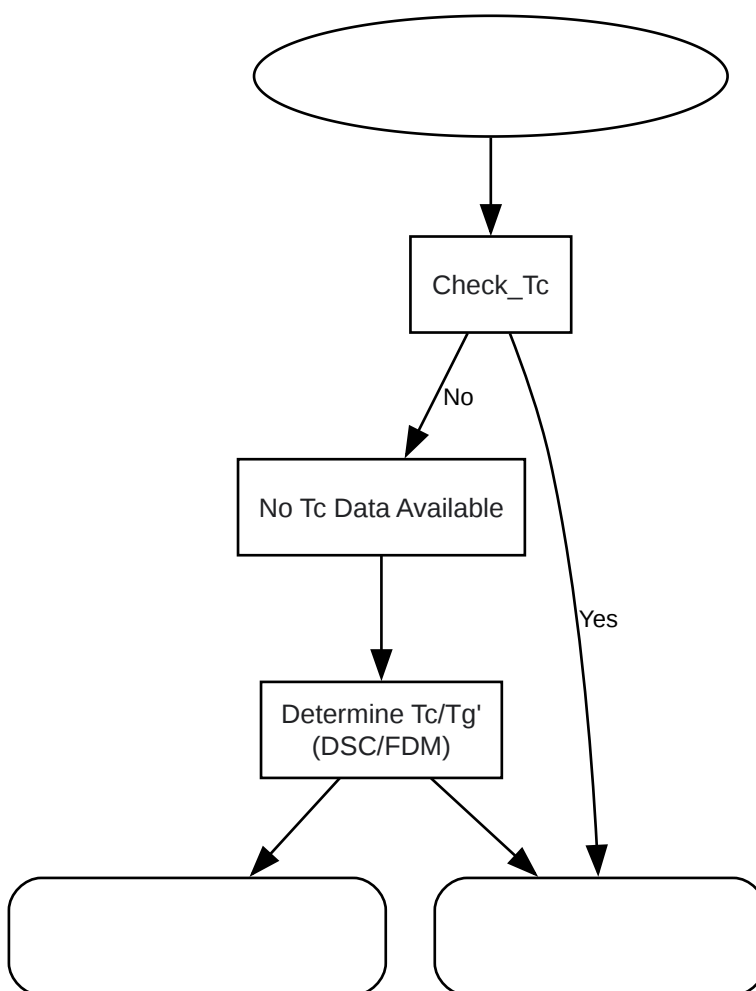 Check_Tc
No
No Tc Data Available
Yes
Determine Tc/Tg'
(DSC/FDM)